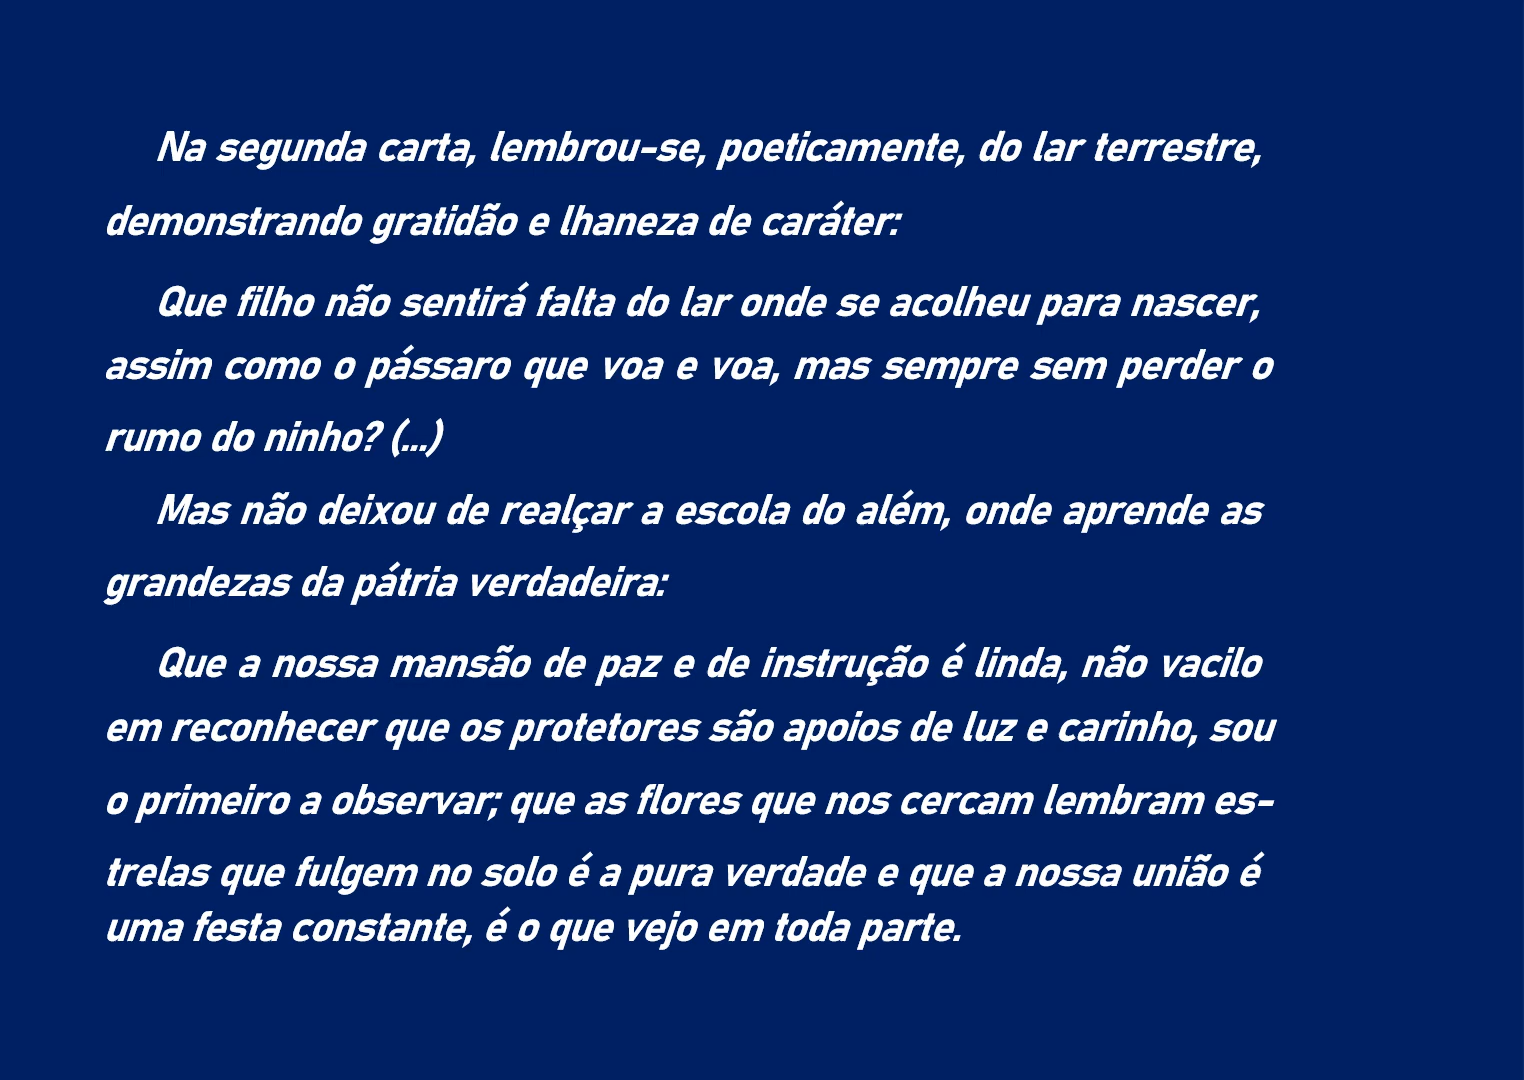 Na segunda carta, lembrou-se, poeticamente, do lar terrestre,
demonstrando gratidão e lhaneza de caráter:
Que filho não sentirá falta do lar onde se acolheu para nascer,
assim como o pássaro que voa e voa, mas sempre sem perder o
rumo do ninho? (...)
Mas não deixou de realçar a escola do além, onde aprende as
grandezas da pátria verdadeira:
Que a nossa mansão de paz e de instrução é linda, não vacilo
em reconhecer que os protetores são apoios de luz e carinho, sou
o primeiro a observar; que as flores que nos cercam lembram es-
trelas que fulgem no solo é a pura verdade e que a nossa união é
uma festa constante, é o que vejo em toda parte.